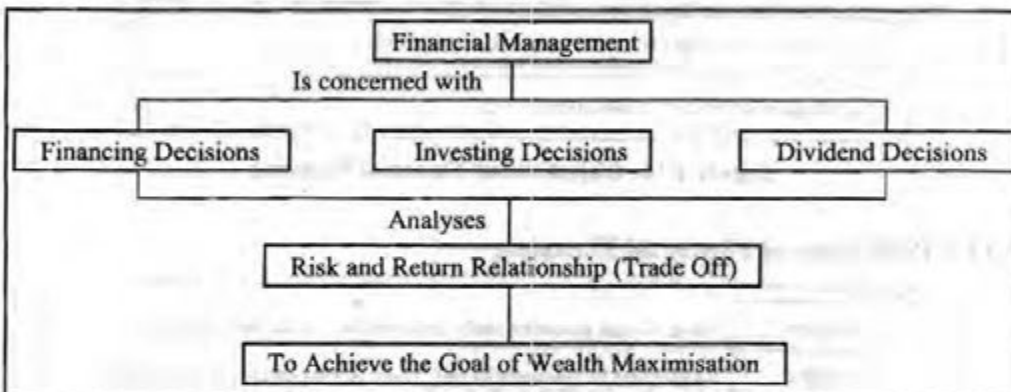 Financial Management
Is concerned with
Financing Decisions
Investing Decisions
Dividend Decisions
Analyses
Risk and Return Relationship (Trade Off)
To Achieve the Goal of Wealth Maximisation